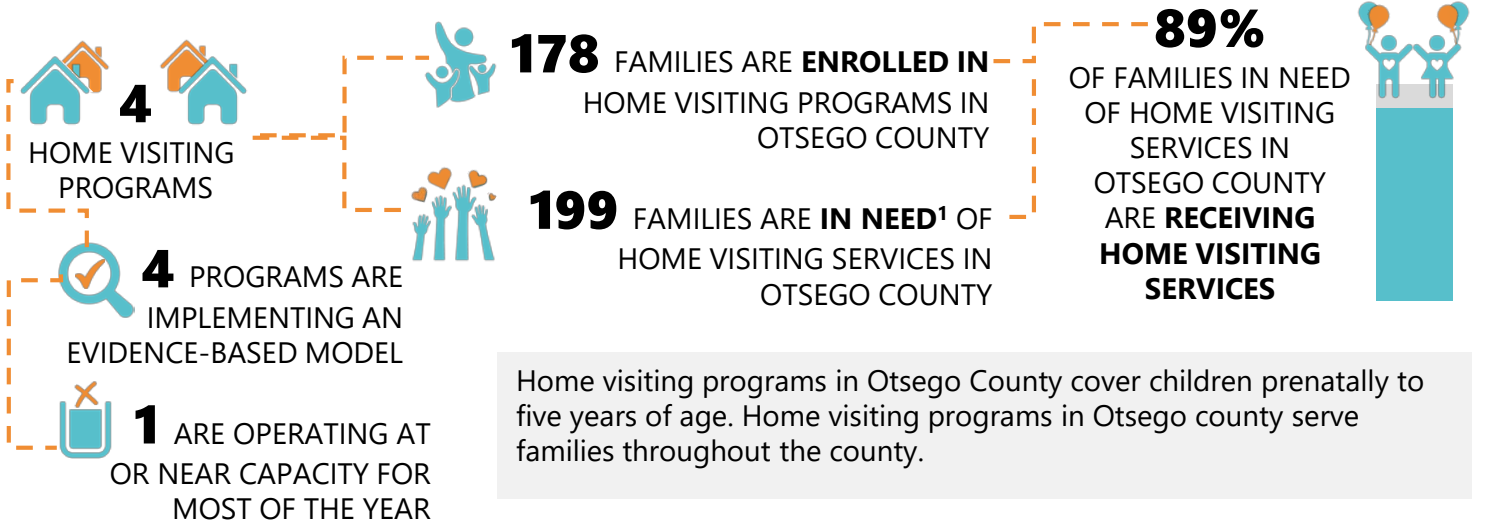 4
HOME VISITING
PROGRAMS
4 PROGRAMS ARE
IMPLEMENTING AN
EVIDENCE-BASED MODEL
1 ARE OPERATING AT
OR NEAR CAPACITY FOR
MOST OF THE YEAR
178 FAMILIES ARE ENROLLED IN
HOME VISITING PROGRAMS IN
OTSEGO COUNTY
199 FAMILIES ARE IN NEED¹ OF
HOME VISITING SERVICES IN
OTSEGO COUNTY
89%
OF FAMILIES IN NEED
OF HOME VISITING
SERVICES IN
OTSEGO COUNTY
ARE RECEIVING
HOME VISITING
SERVICES
Home visiting programs in Otsego County cover children prenatally to
five years of age. Home visiting programs in Otsego county serve
families throughout the county.